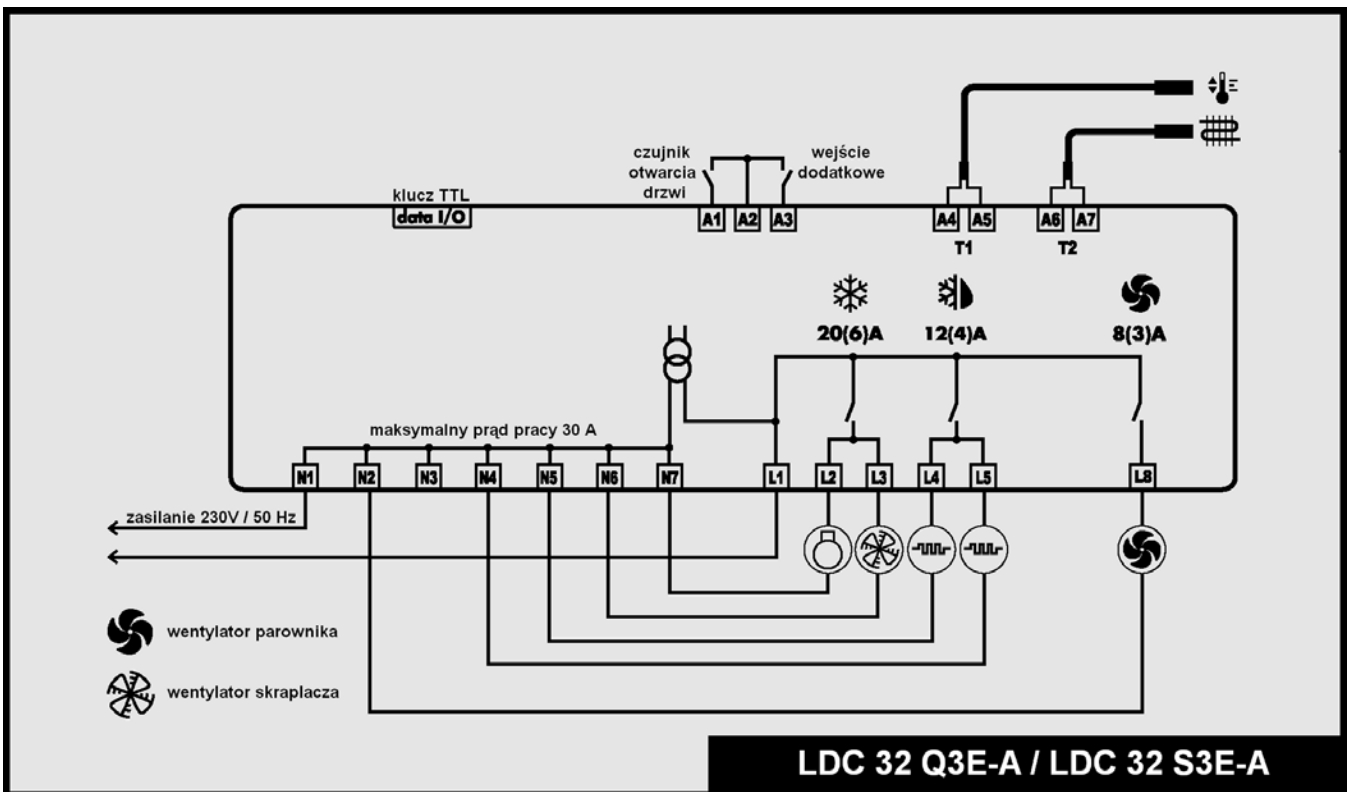 czujnik
otwarcia
drzwi
wejście
dodatkowe
klucz TTL
data I/O
A1 A2 A3 A4 A5 A6 A7
T1 T2
20(6)A 12(4)A 8(3)A
maksymalny prąd pracy 30 A
N1 N2 N3 N4 N5 N6 N7 L1 L2 L3 L4 L5 L8
zasilanie 230V / 50 Hz
wentylator parownika
wentylator skraplacza
LDC 32 Q3E-A / LDC 32 S3E-A